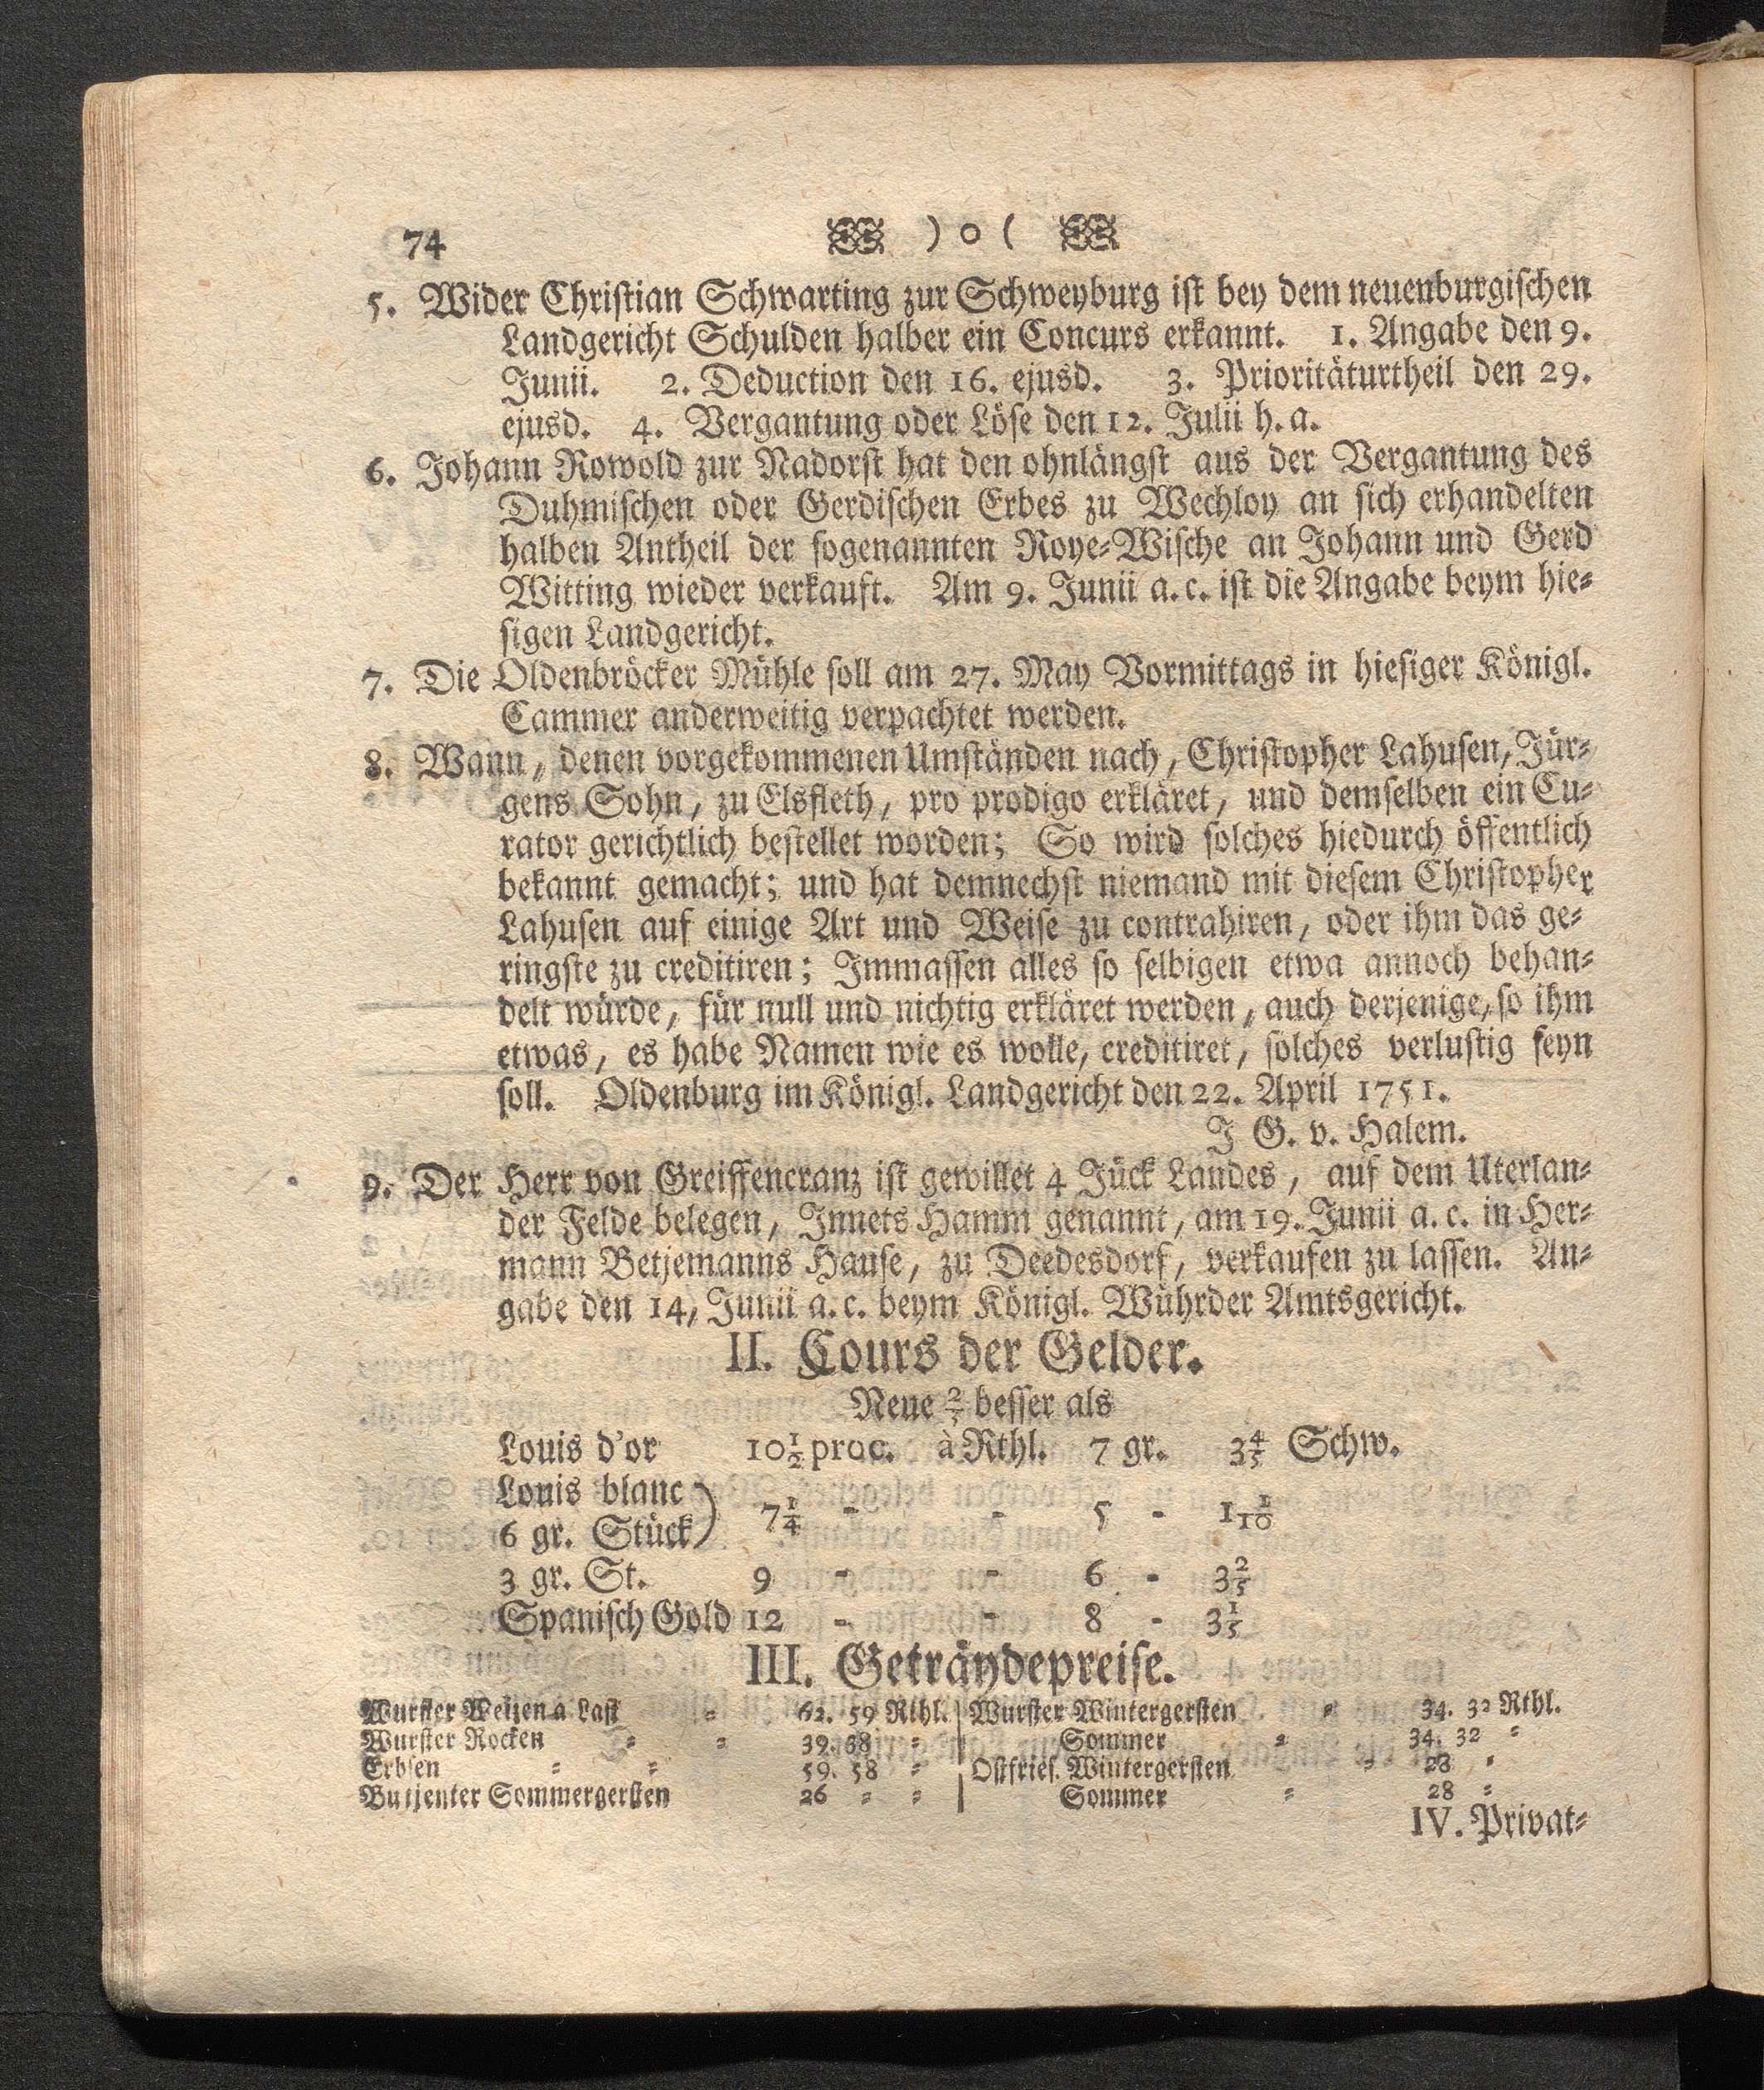 74 ) o (
5. Wider Christian Schwarting zur Schweyburg ist bey dem neuenburgischen
Landgericht Schulden halber ein Concurs erkannt. 1. Angabe den 9.
Junii. 2. Deduction den 16. ejusd. 3. Prioritäturtheil den 29.
ejusd. 4. Vergantung oder Löse den 12. Julii h. a.
6. Johann Rowold zur Nadorst hat den ohnlängst aus der Vergantung des
Duhmischen oder Gerdischen Erbes zu Wechloy an sich erhandelten
halben Antheil der sogenannten Roye-Wische an Johann und Gerd
Witting wieder verkauft. Am 9. Junii a. c. ist die Angabe beym hie-
sigen Landgericht.
7. Die Oldenbröcker Mühle soll am 27. May Vormittags in hiesiger Königl.
Cammer anderweitig verpachtet werden.
8. Wann, denen vorgekommenen Umständen nach, Christopher Lahusen, Jür-
gens Sohn, zu Elsfleth, pro prodigo erkläret, und demselben ein Cu-
rator gerichtlich bestellet worden; So wird solches hiedurch öffentlich
bekannt gemacht; und hat demnechst niemand mit diesem Christopher
Lahusen auf einige Art und Weise zu contrahiren, oder ihm das ge-
ringste zu creditiren; Immassen alles so selbigen etwa annoch behan-
delt würde, für null und nichtig erkläret werden, auch derjenige, so ihm
etwas, es habe Namen wie es wolle, creditiret, solches verlustig seyn
soll. Oldenburg im Königl. Landgericht den 22. April 1751.
J G. v. Halem.
9. Der Herr von Greiffencranz ist gewillet 4 Jück Landes, auf dem Uterlan-
der Felde belegen, Innets Hamm genannt, am 19. Junii a. c. in Her-
mann Betjemanns Hause, zu Deedesdorf, verkaufen zu lassen. An-
gabe den 14, Junii a. c. beym Königl. Wührder Amtsgericht.
II. Cours der Gelder.
Neue 2/3 besser als
Louis d'or 10 1/2 proc. à Rthl. 7 gr. 3 4/5 Schw.
Louis blanc
6 gr. Stück) 7 1/4 - - 5 - 1 1/10
3 gr. St. 9 - - 6 - 3 2/5
Spanisch Gold 12 - - 8 - 3 1/5
III. Geträydepreise.
Wurster Weizen a Last = 62. 59 Rthl. | Wurster Wintergersten = 34. 32 Rthl.
Wurster Rocken = = 39. 38 = | Sommer = 34. 32 =
Erbsen = = 59. 58 = | Ostfries. Wintergersten = 28 =
Butjenter Sommergersten 26 = = | Sommer = 28 =
IV. Privat-